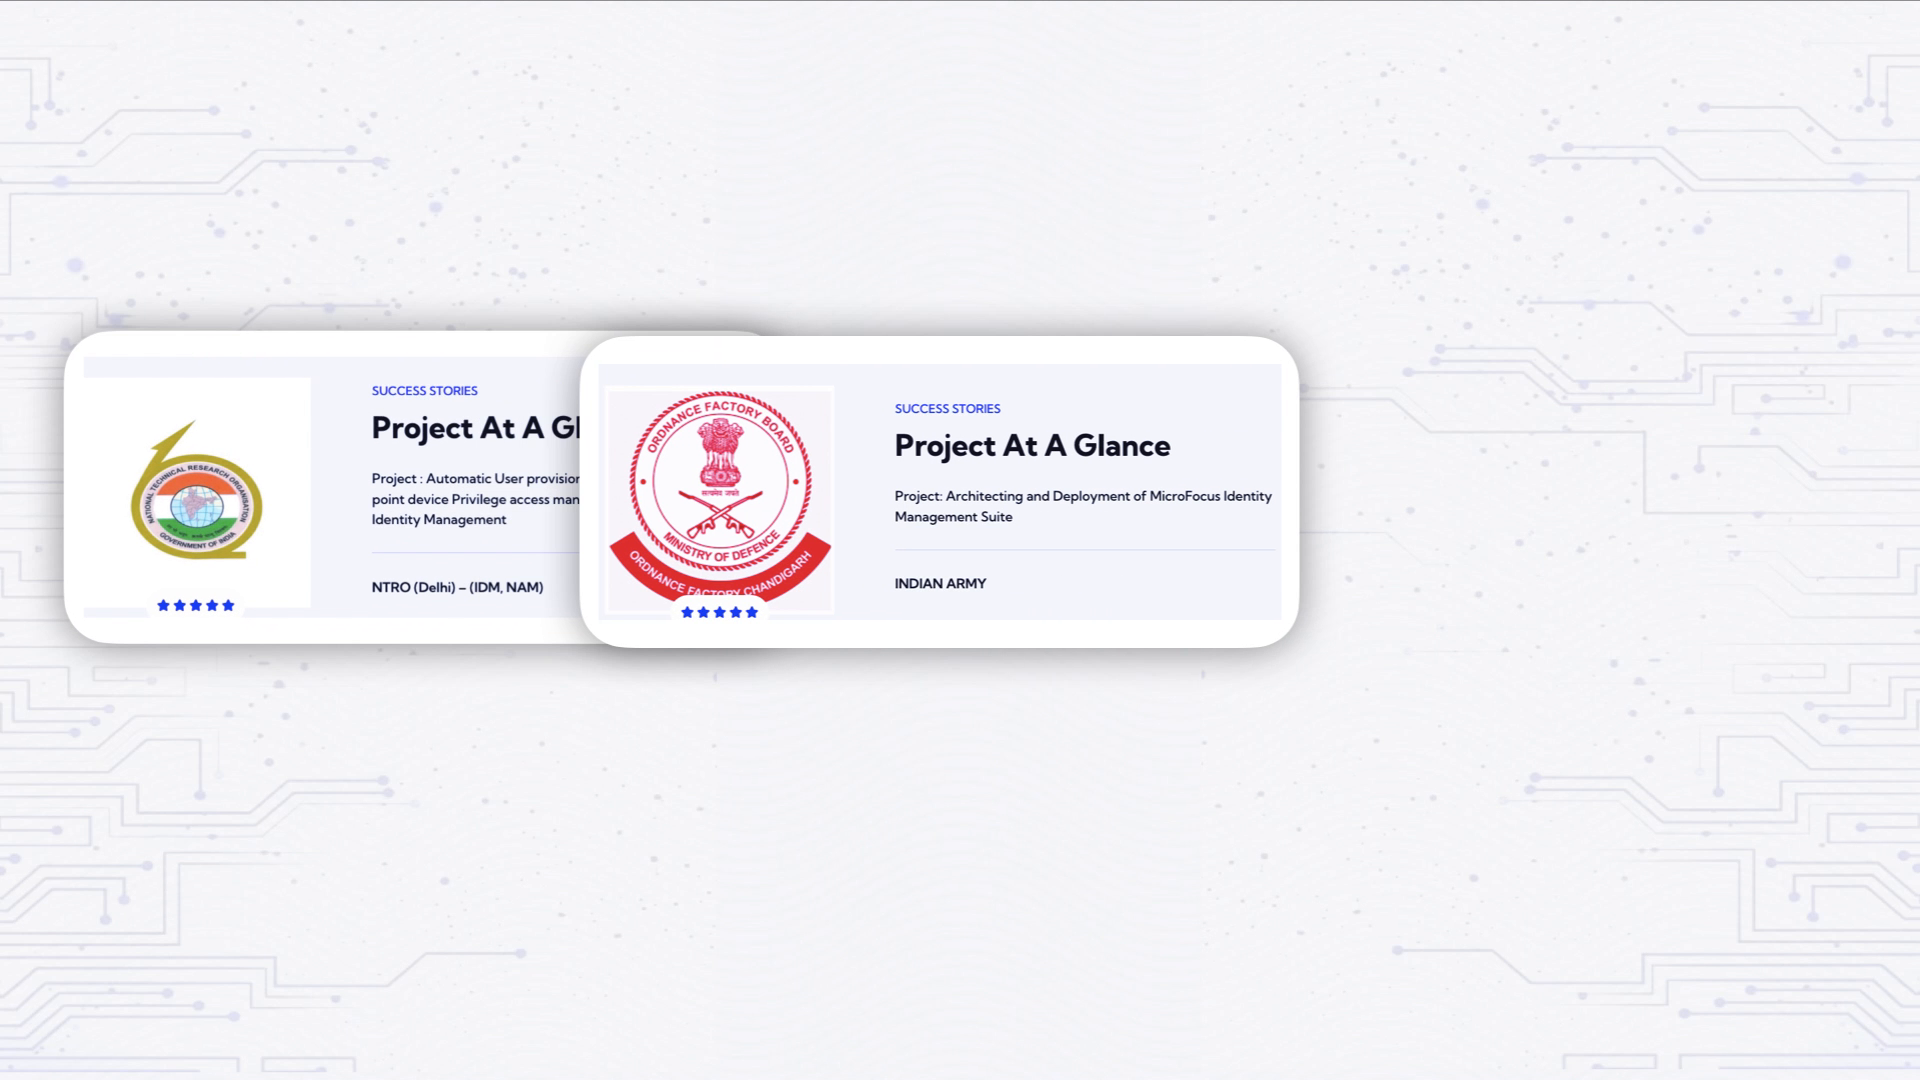 SUCCESS STORIES
Project At A Gl
Project : Automatic User provision
point device Privilege access man
Identity Management
NTRO (Delhi) – (IDM, NAM)
NATIONAL TECHNICAL RESEARCH ORGANISATION
GOVERNMENT OF INDIA
ORDNANCE FACTORY BOARD
सत्यमेव जयते
MINISTRY OF DEFENCE
ORDNANCE FACTORY CHANDIGARH
SUCCESS STORIES
Project At A Glance
Project: Architecting and Deployment of MicroFocus Identity
Management Suite
INDIAN ARMY